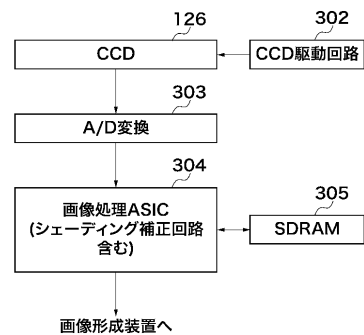 126
302
CCD
CCD駆動回路
303
A/D変換
304
画像処理ASIC
(シェーディング補正回路
含む)
305
SDRAM
画像形成装置へ